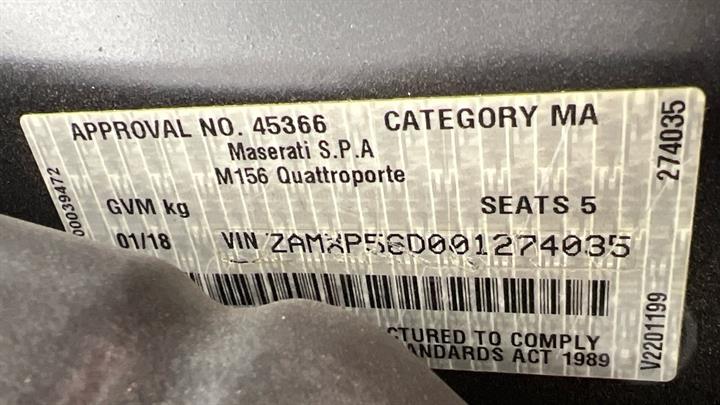 APPROVAL NO. 45366 CATEGORY MA
Maserati S.P.A
M156 Quattroporte
GVM kg SEATS 5
01/18 VIN ZAMXP56D001274035
CTURED TO COMPLY
ANDARDS ACT 1989
00039472
274035
V2201199